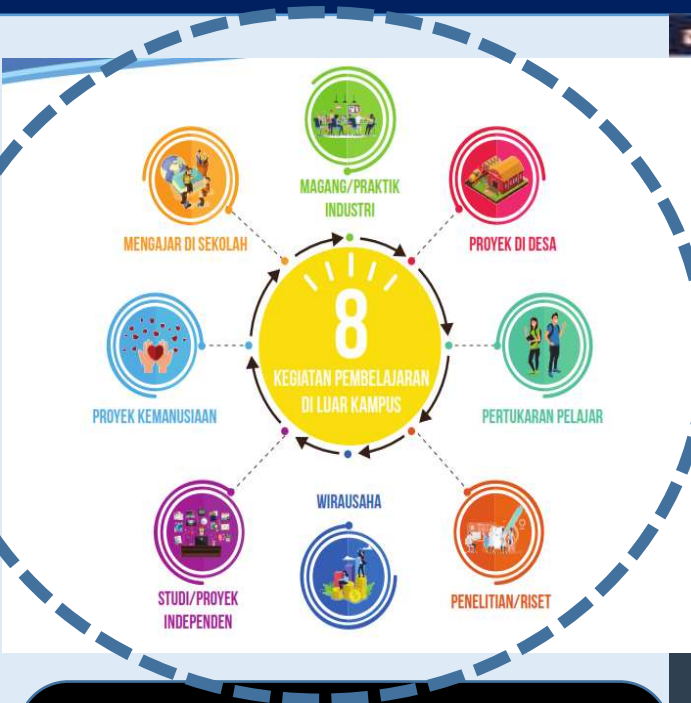 MAGANG/PRAKTIK
INDUSTRI
MENGAJAR DI SEKOLAH
PROYEK DI DESA
8
KEGIATAN PEMBELAJARAN
DI LUAR KAMPUS
PROYEK KEMANUSIAAN
PERTUKARAN PELAJAR
WIRAUSAHA
STUDI/PROYEK
INDEPENDEN
PENELITIAN/RISET